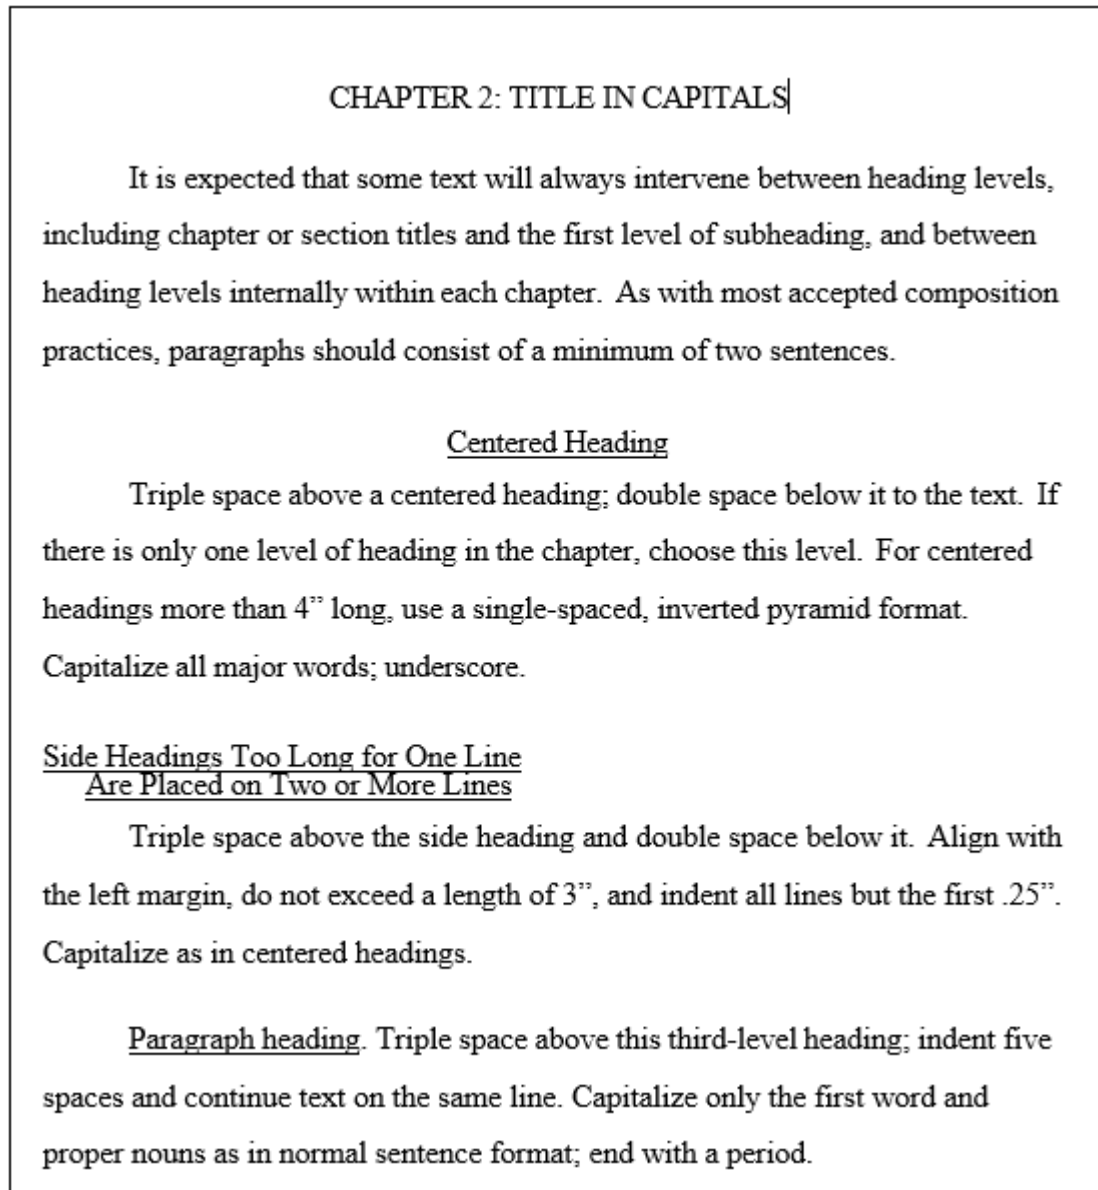 CHAPTER 2: TITLE IN CAPITALS
It is expected that some text will always intervene between heading levels,
including chapter or section titles and the first level of subheading, and between
heading levels internally within each chapter.  As with most accepted composition
practices, paragraphs should consist of a minimum of two sentences.
Centered Heading
Triple space above a centered heading; double space below it to the text.  If
there is only one level of heading in the chapter, choose this level.  For centered
headings more than 4” long, use a single-spaced, inverted pyramid format.
Capitalize all major words; underscore.
Side Headings Too Long for One Line
Are Placed on Two or More Lines
Triple space above the side heading and double space below it.  Align with
the left margin, do not exceed a length of 3”, and indent all lines but the first .25”.
Capitalize as in centered headings.
Paragraph heading. Triple space above this third-level heading; indent five
spaces and continue text on the same line. Capitalize only the first word and
proper nouns as in normal sentence format; end with a period.